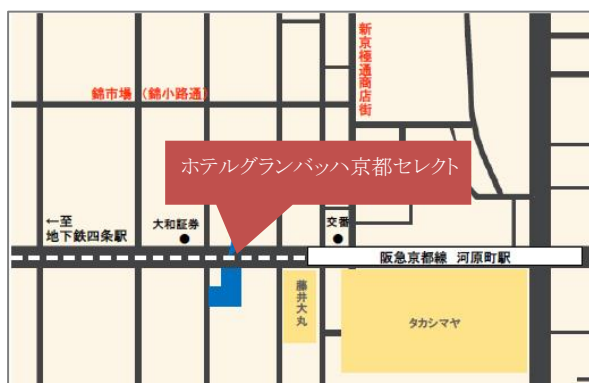 新京極通商店街
錦市場（錦小路通）
ホテルグランバッハ京都セレクト
←至
地下鉄四条駅
大和証券
交番
阪急京都線 河原町駅
藤井大丸
タカシマヤ